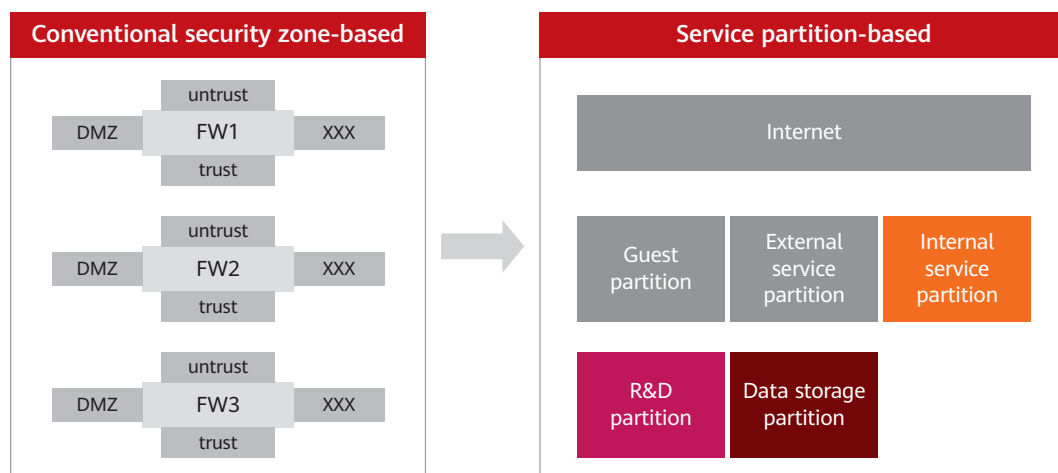 Conventional security zone-based
untrust
DMZ FW1 XXX
trust
untrust
DMZ FW2 XXX
trust
untrust
DMZ FW3 XXX
trust
Service partition-based
Internet
Guest
partition
External
service
partition
Internal
service
partition
R&D
partition
Data storage
partition